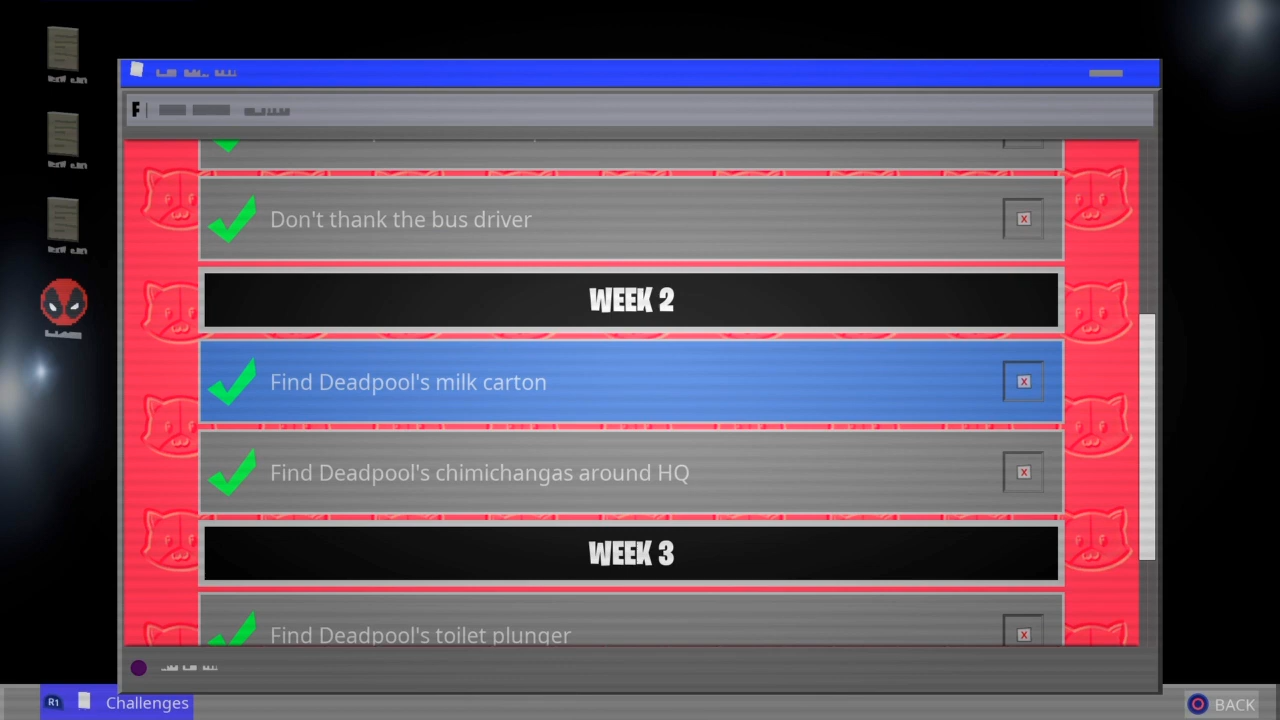 F
Don't thank the bus driver
WEEK 2
Find Deadpool's milk carton
Find Deadpool's chimichangas around HQ
WEEK 3
Find Deadpool's toilet plunger
R1 Challenges
BACK